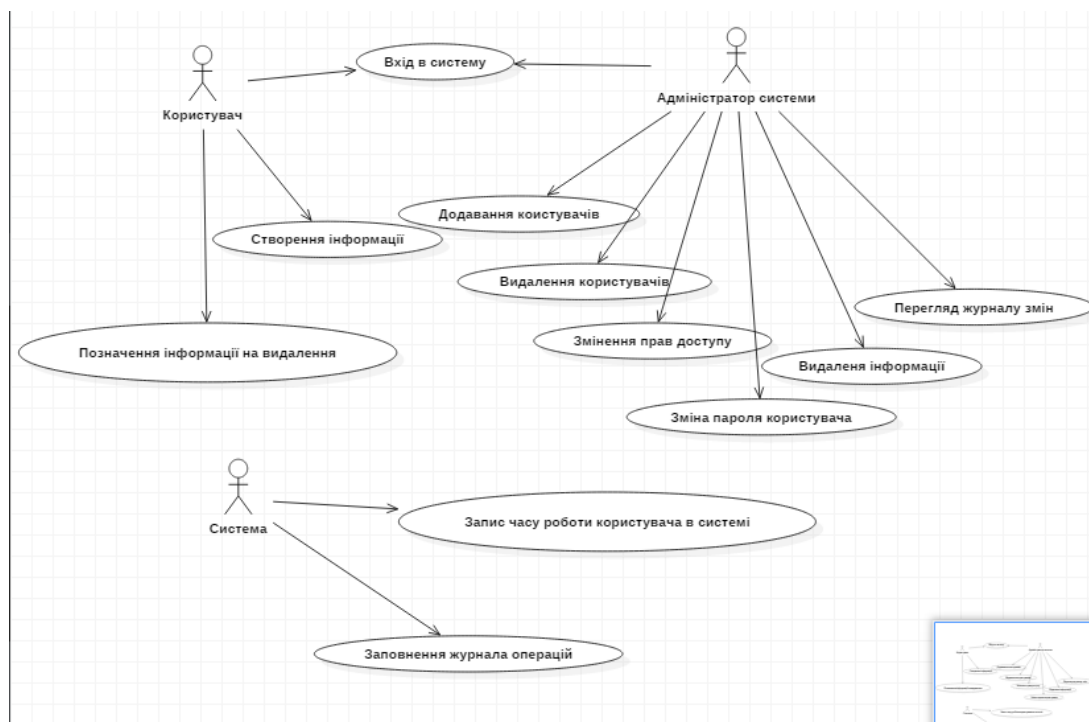 Вхід в систему
Користувач
Адміністратор системи
Додавання коистувачів
Створення інформації
Видалення користувачів
Перегляд журналу змін
Змінення прав доступу
Позначення інформації на видалення
Видаленя інформації
Зміна пароля користувача
Система
Запис часу роботи користувача в системі
Заповнення журнала операцій